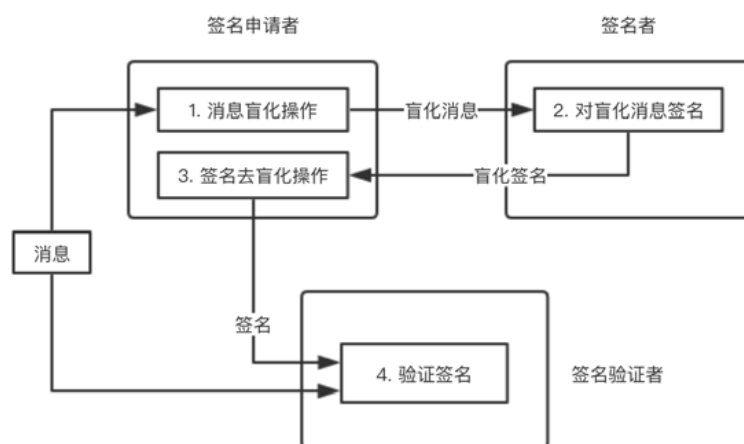 签名申请者
签名者
1. 消息盲化操作
盲化消息
2. 对盲化消息签名
3. 签名去盲化操作
盲化签名
消息
签名
4. 验证签名
签名验证者